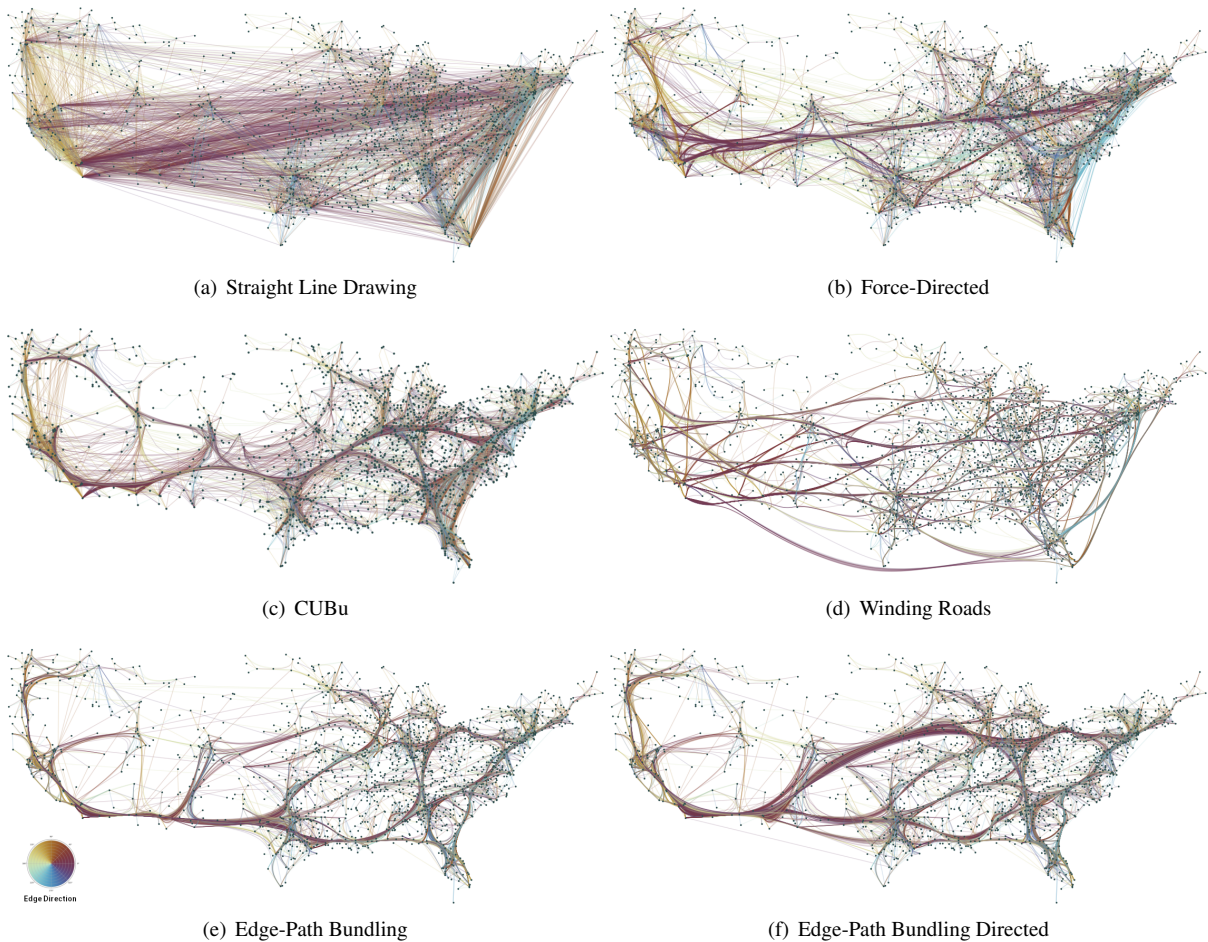 (a) Straight Line Drawing
(b) Force-Directed
(c) CUBu
(d) Winding Roads
Edge Direction
(e) Edge-Path Bundling
(f) Edge-Path Bundling Directed